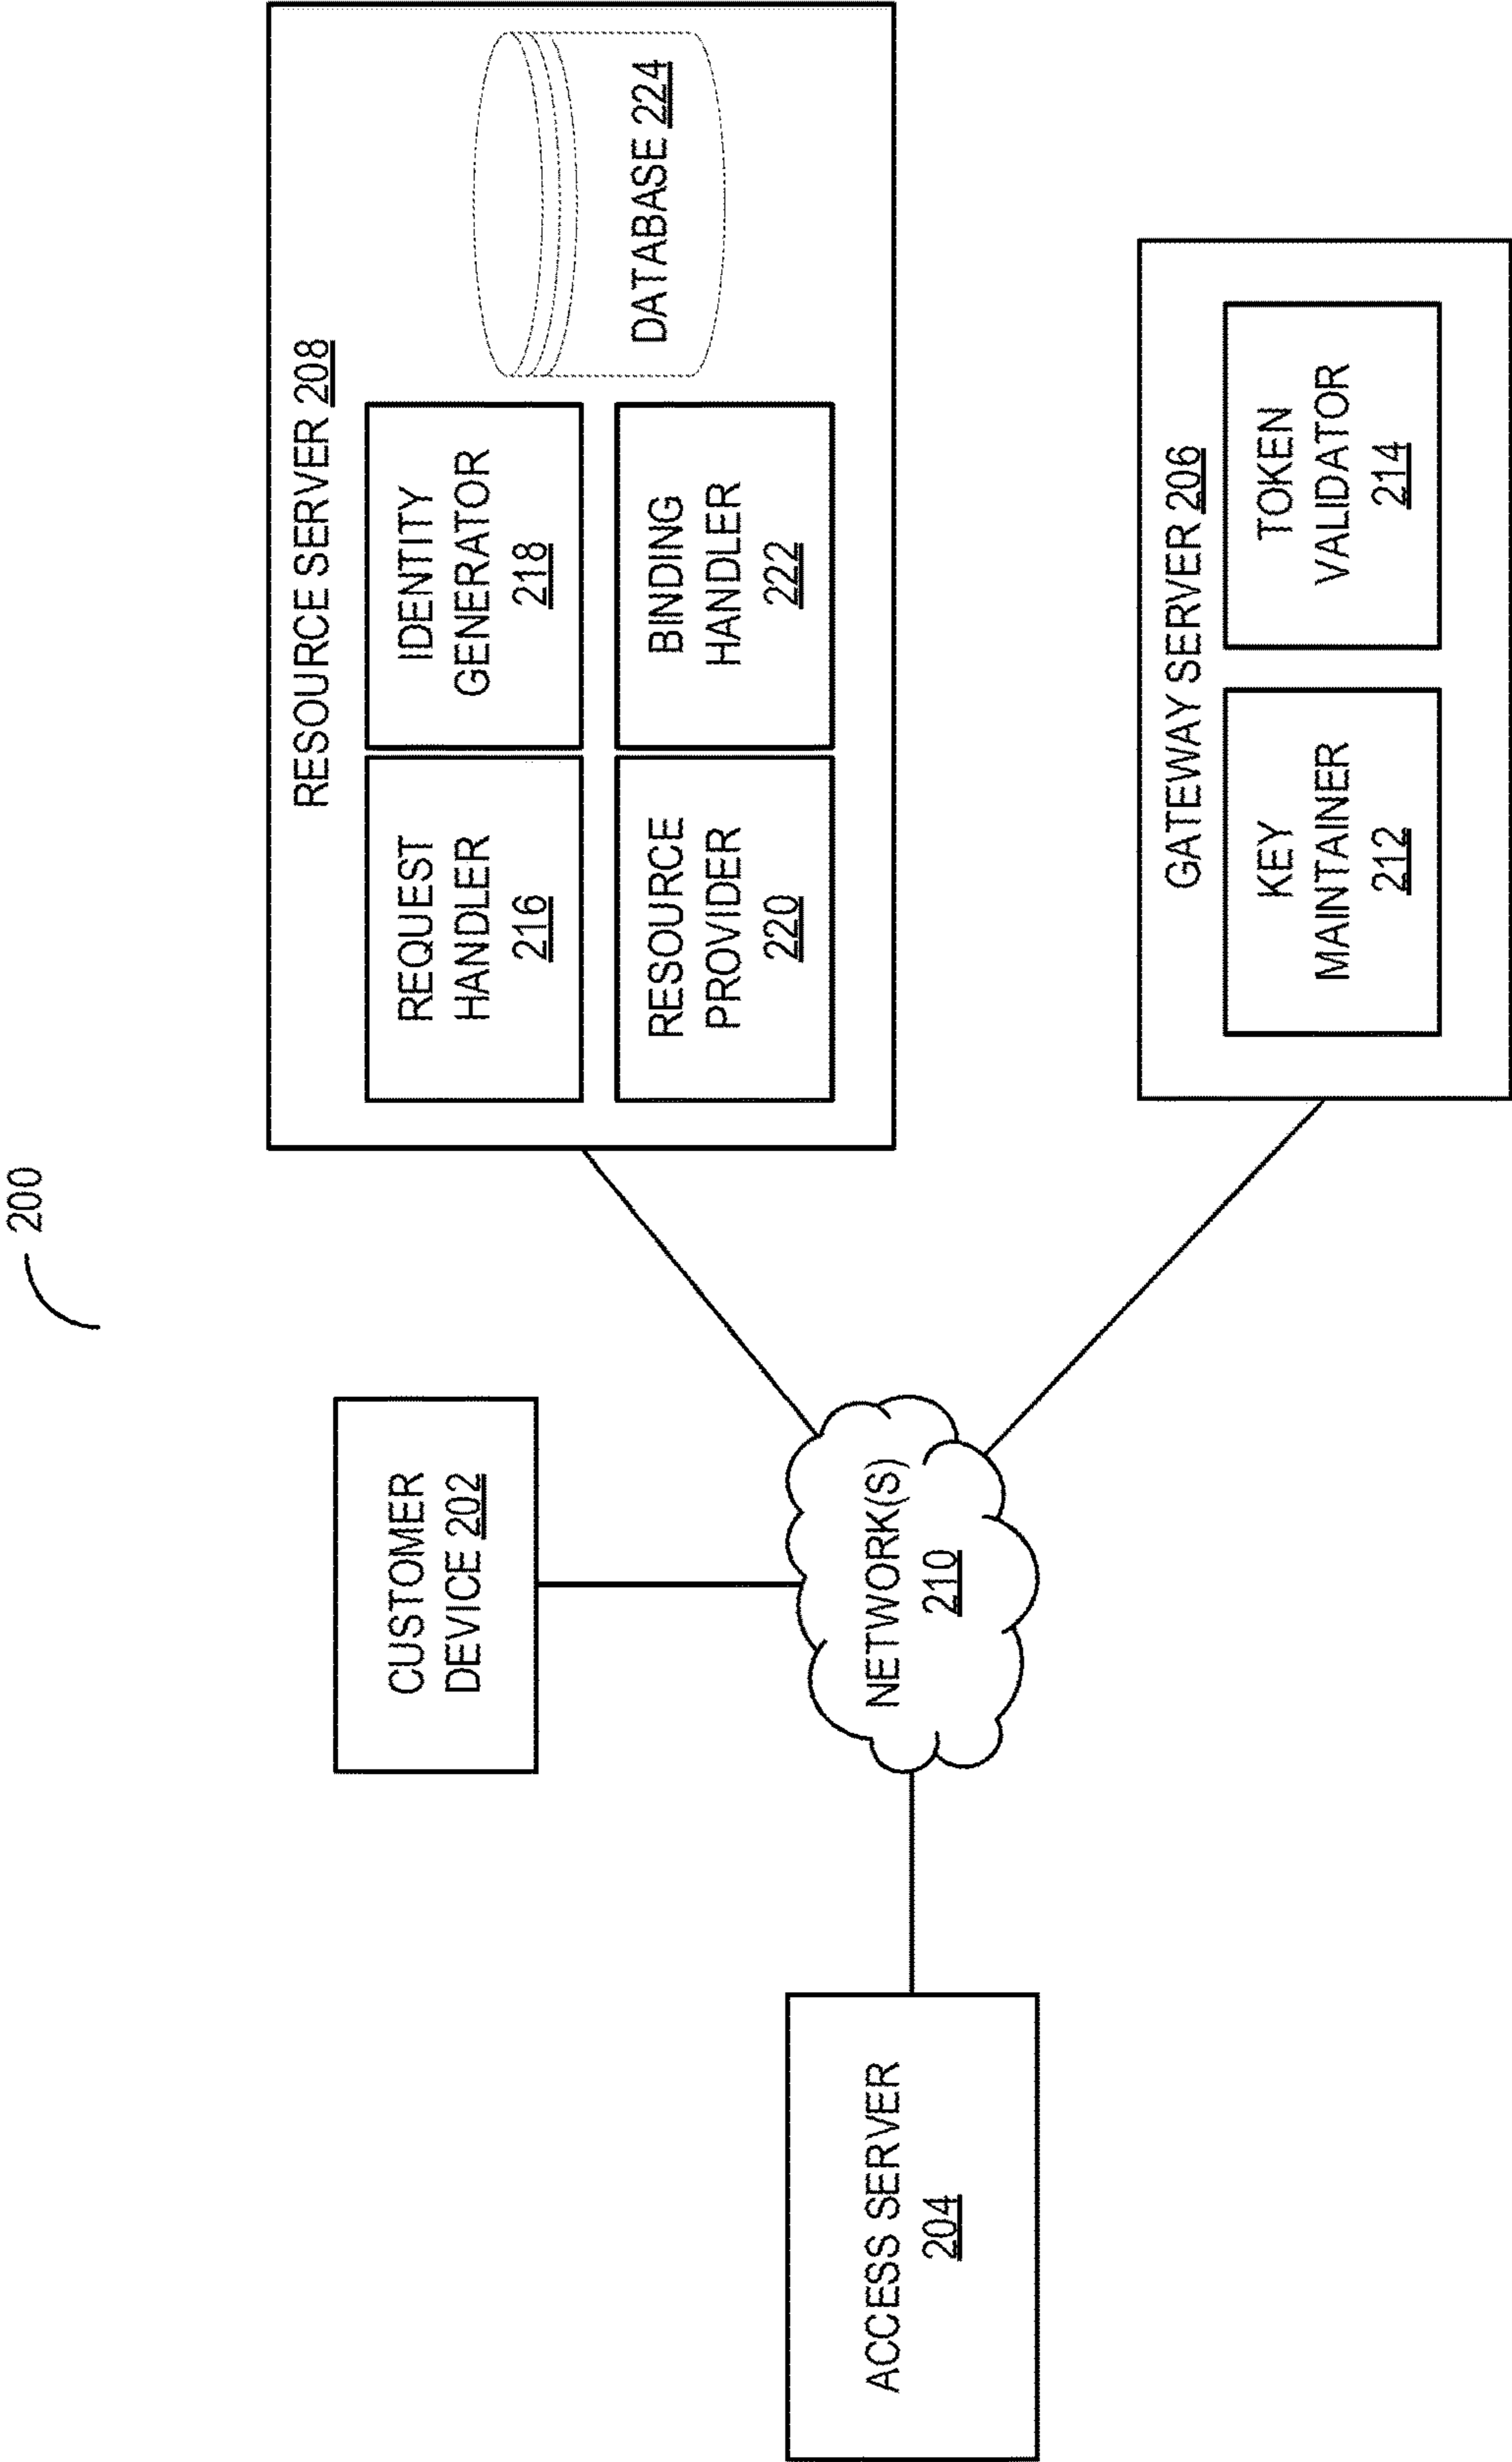 200
CUSTOMER
DEVICE 202
RESOURCE SERVER 208
REQUEST
HANDLER
216
IDENTITY
GENERATOR
218
RESOURCE
PROVIDER
220
BINDING
HANDLER
222
DATABASE 224
ACCESS SERVER
204
NETWORK(S)
210
GATEWAY SERVER 206
KEY
MAINTAINER
212
TOKEN
VALIDATOR
214